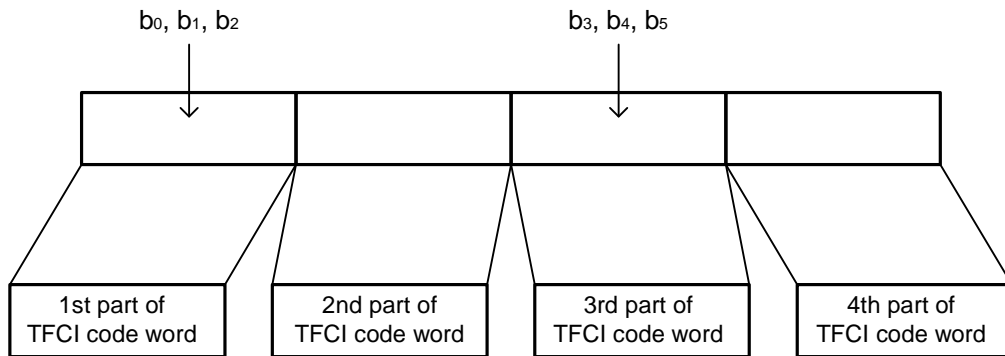 b0, b1, b2
b3, b4, b5
1st part of
TFCI code word
2nd part of
TFCI code word
3rd part of
TFCI code word
4th part of
TFCI code word